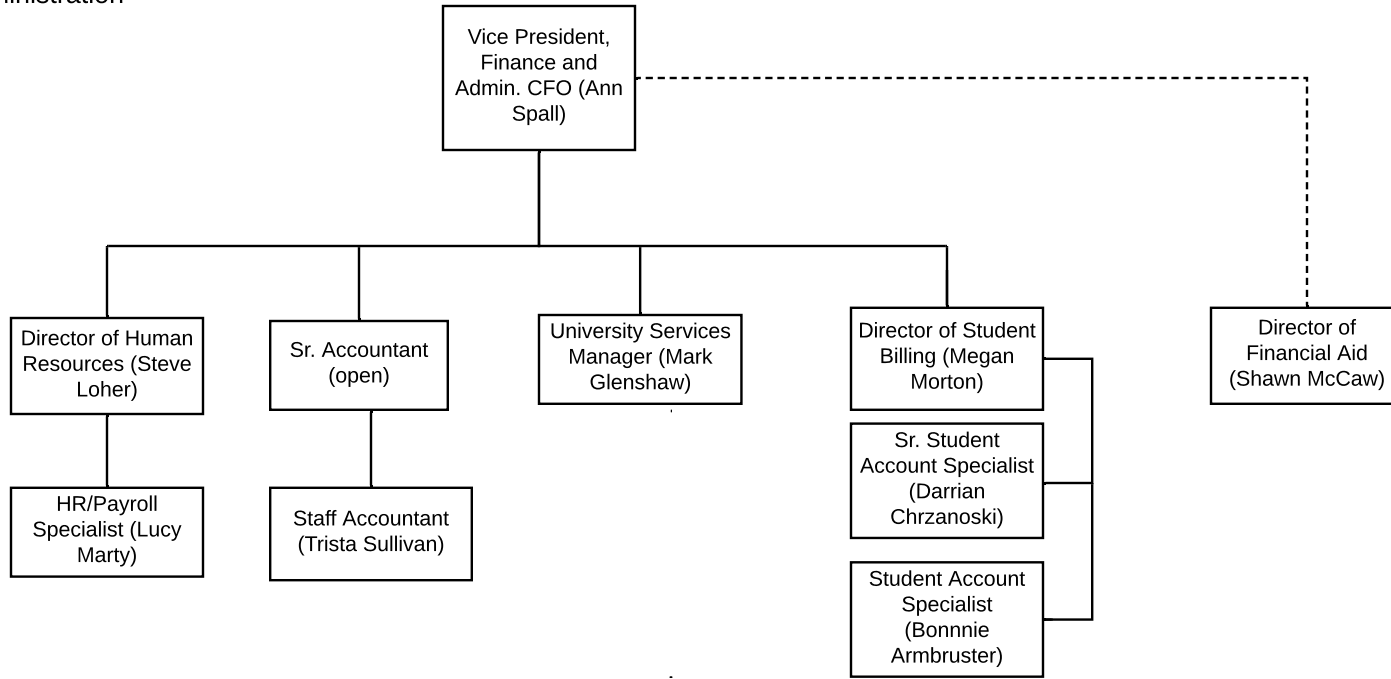 Vice President,
Finance and
Admin. CFO (Ann
Spall)
Director of Human
Resources (Steve
Loher)
Sr. Accountant
(open)
University Services
Manager (Mark
Glenshaw)
Director of Student
Billing (Megan
Morton)
Director of
Financial Aid
(Shawn McCaw)
HR/Payroll
Specialist (Lucy
Marty)
Staff Accountant
(Trista Sullivan)
Sr. Student
Account Specialist
(Darrian
Chrzanoski)
Student Account
Specialist
(Bonnnie
Armbruster)